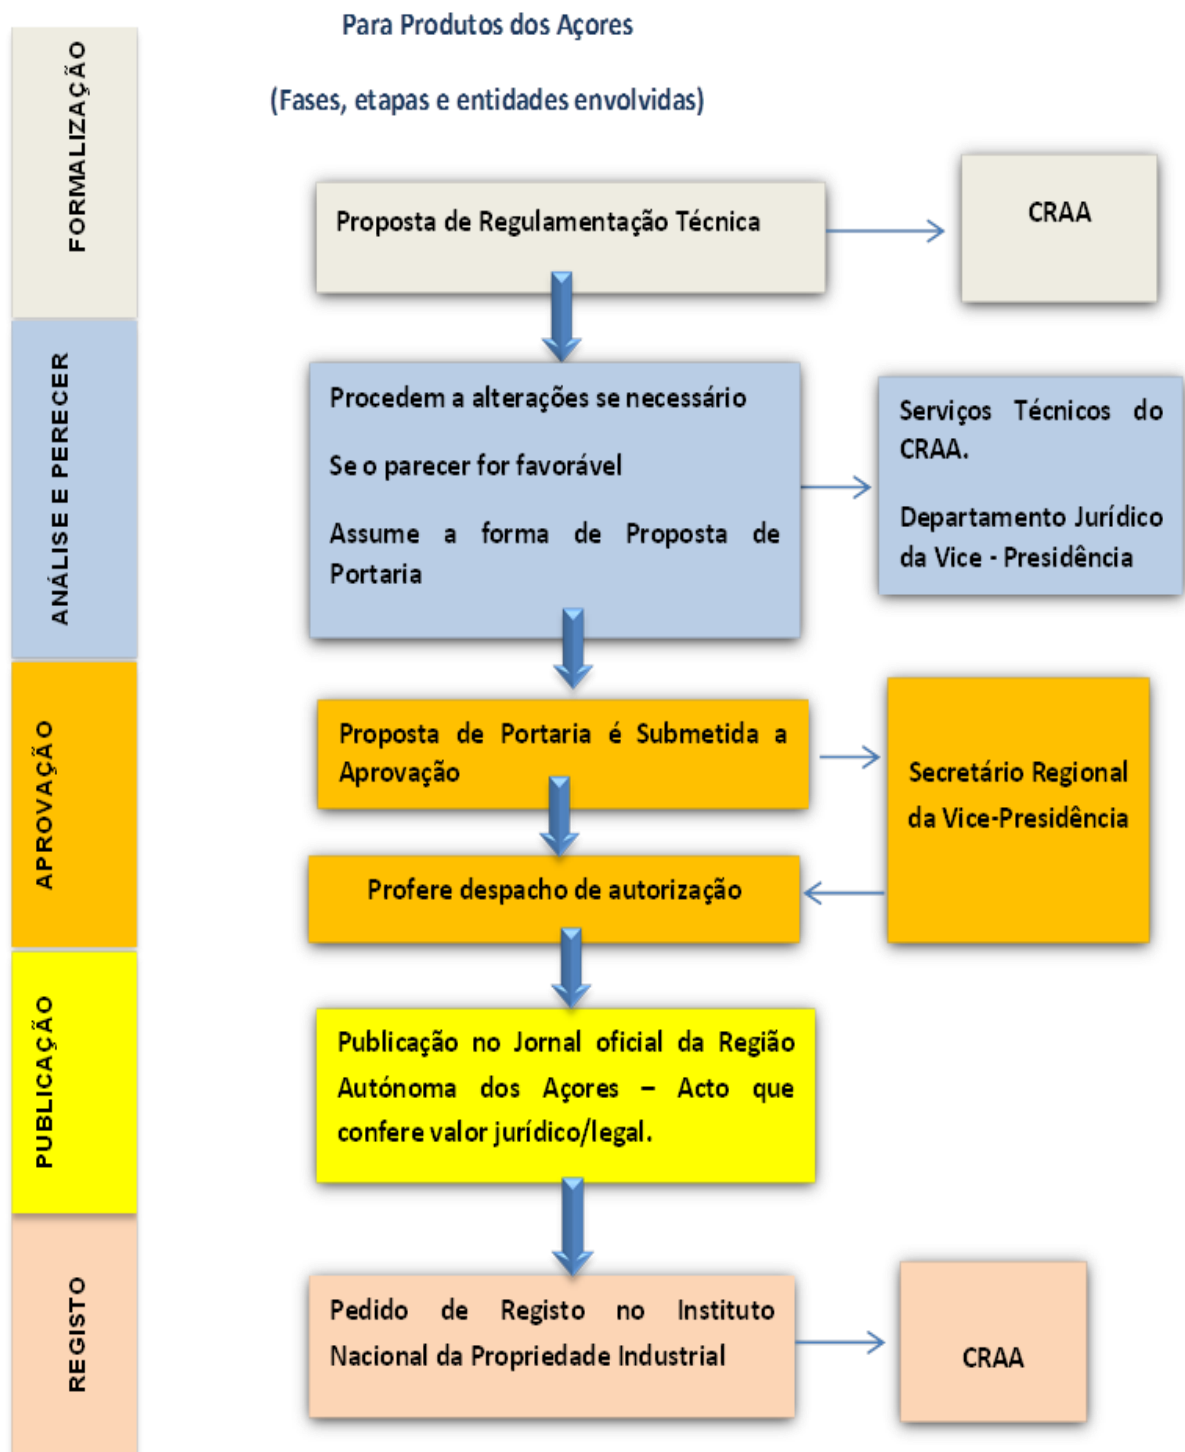 Para Produtos dos Açores
(Fases, etapas e entidades envolvidas)
FORMALIZAÇÃO
Proposta de Regulamentação Técnica
CRAA
ANÁLISE E PERECER
Procedem a alterações se necessário
Se o parecer for favorável
Assume a forma de Proposta de
Portaria
Serviços Técnicos do
CRAA.
Departamento Jurídico
da Vice - Presidência
APROVAÇÃO
Proposta de Portaria é Submetida a
Aprovação
Secretário Regional
da Vice-Presidência
Profere despacho de autorização
PUBLICAÇÃO
Publicação no Jornal oficial da Região
Autónoma dos Açores – Acto que
confere valor jurídico/legal.
REGISTO
Pedido de Registo no Instituto
Nacional da Propriedade Industrial
CRAA